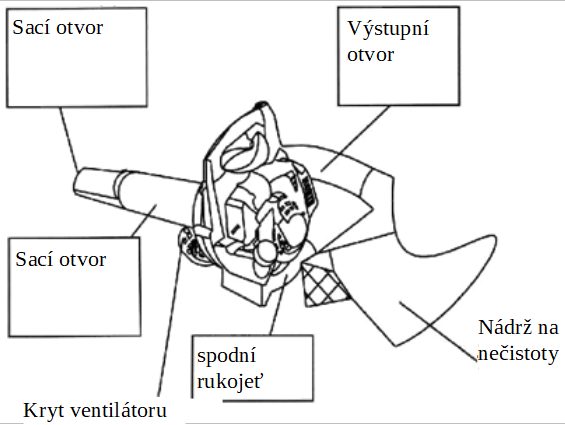 Sací otvor
Výstupní
otvor
Sací otvor
Nádrž na
nečistoty
spodní
rukojeť
Kryt ventilátoru